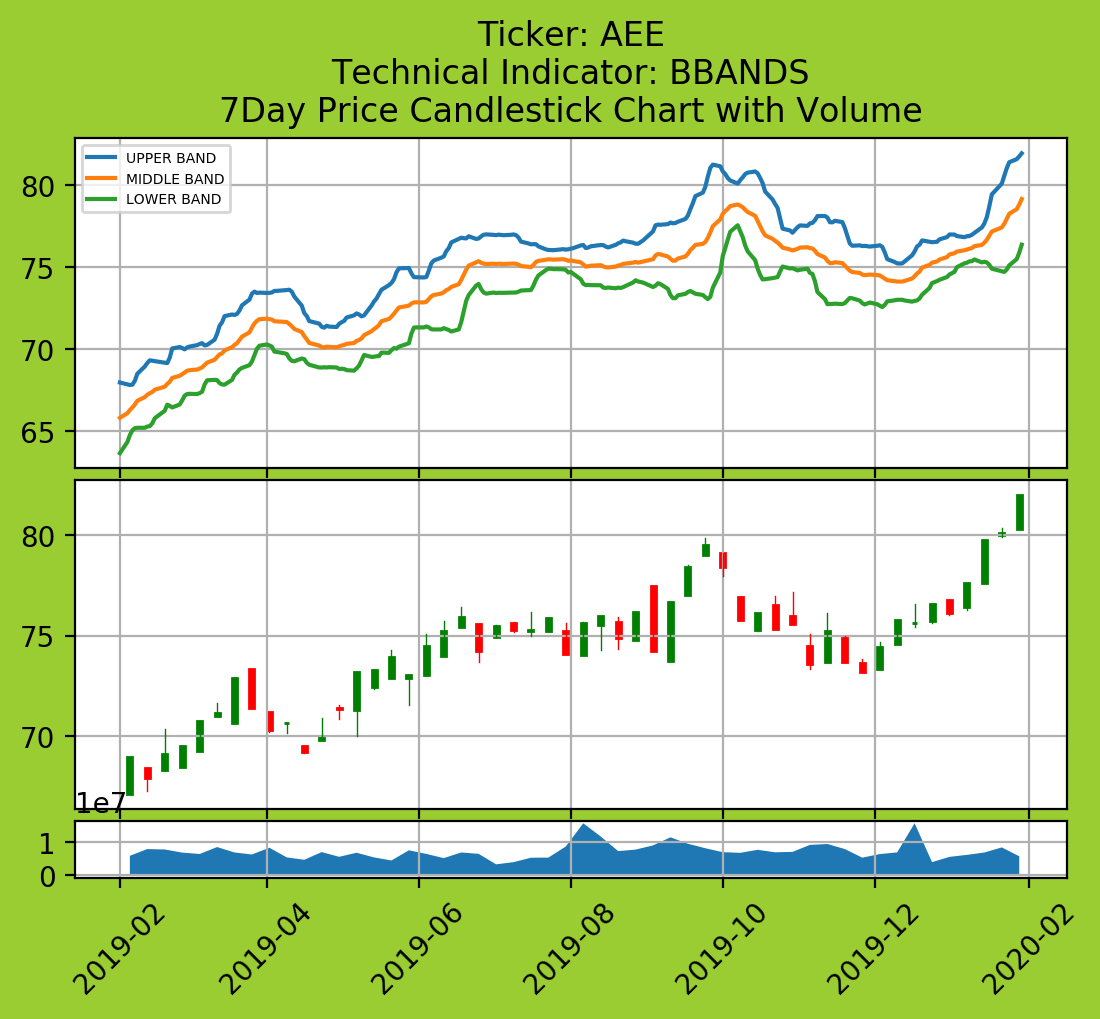 Ticker: AEE
Technical Indicator: BBANDS
7Day Price Candlestick Chart with Volume
UPPER BAND
MIDDLE BAND
LOWER BAND
80
75
70
65
80
75
70
1e7
1
0
2019-02
2019-04
2019-06
2019-08
2019-10
2019-12
2020-02